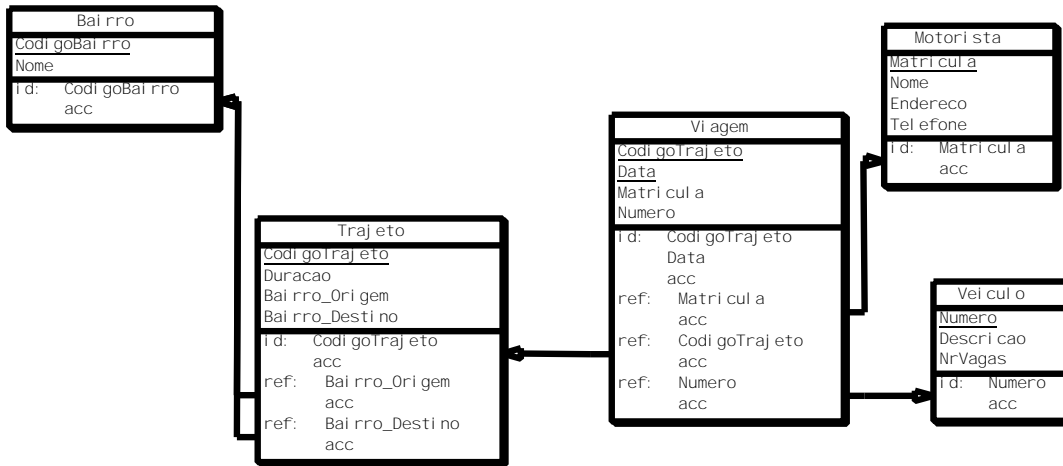 Bairro
CodigoBairro
Nome
id: CodigoBairro
acc
Trajeto
CodigoTrajeto
Duracao
Bairro_Origem
Bairro_Destino
id: CodigoTrajeto
acc
ref: Bairro_Origem
acc
ref: Bairro_Destino
acc
Viagem
CodigoTrajeto
Data
Matricula
Numero
id: CodigoTrajeto
Data
acc
ref: Matricula
acc
ref: CodigoTrajeto
acc
ref: Numero
acc
Motorista
Matricula
Nome
Endereco
Telefone
id: Matricula
acc
Veiculo
Numero
Descricao
NrVagas
id: Numero
acc